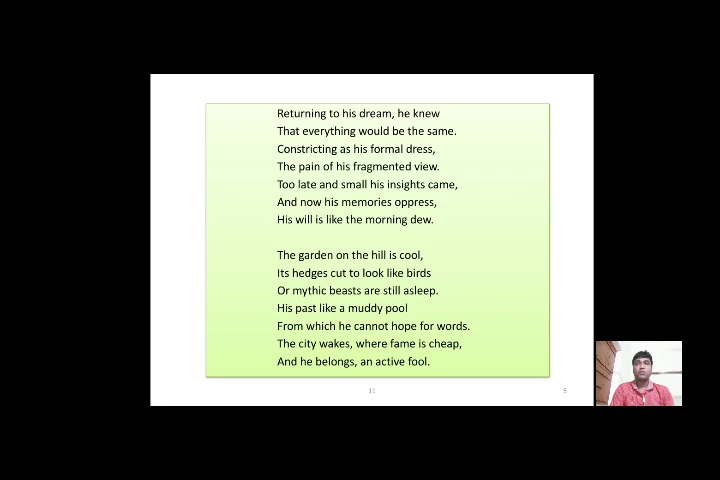 Returning to his dream, he knew
That everything would be the same.
Constricting as his formal dress,
The pain of his fragmented view.
Too late and small his insights came,
And now his memories oppress,
His will is like the morning dew.
The garden on the hill is cool,
Its hedges cut to look like birds
Or mythic beasts are still asleep.
His past like a muddy pool
From which he cannot hope for words.
The city wakes, where fame is cheap,
And he belongs, an active fool.
11
5